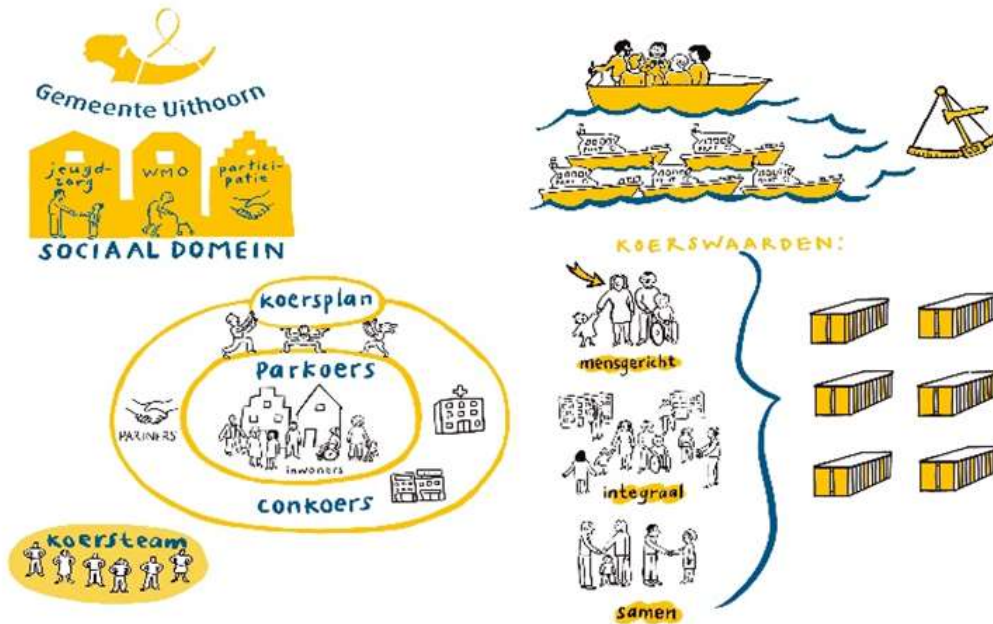 Gemeente Uithoorn
jeugd-
zorg
WMO
partici-
patie
SOCIAAL DOMEIN
koersplan
parkoers
PARTNERS
inwoners
conkoers
koersteam
KOERSWAARDEN:
mensgericht
integraal
samen